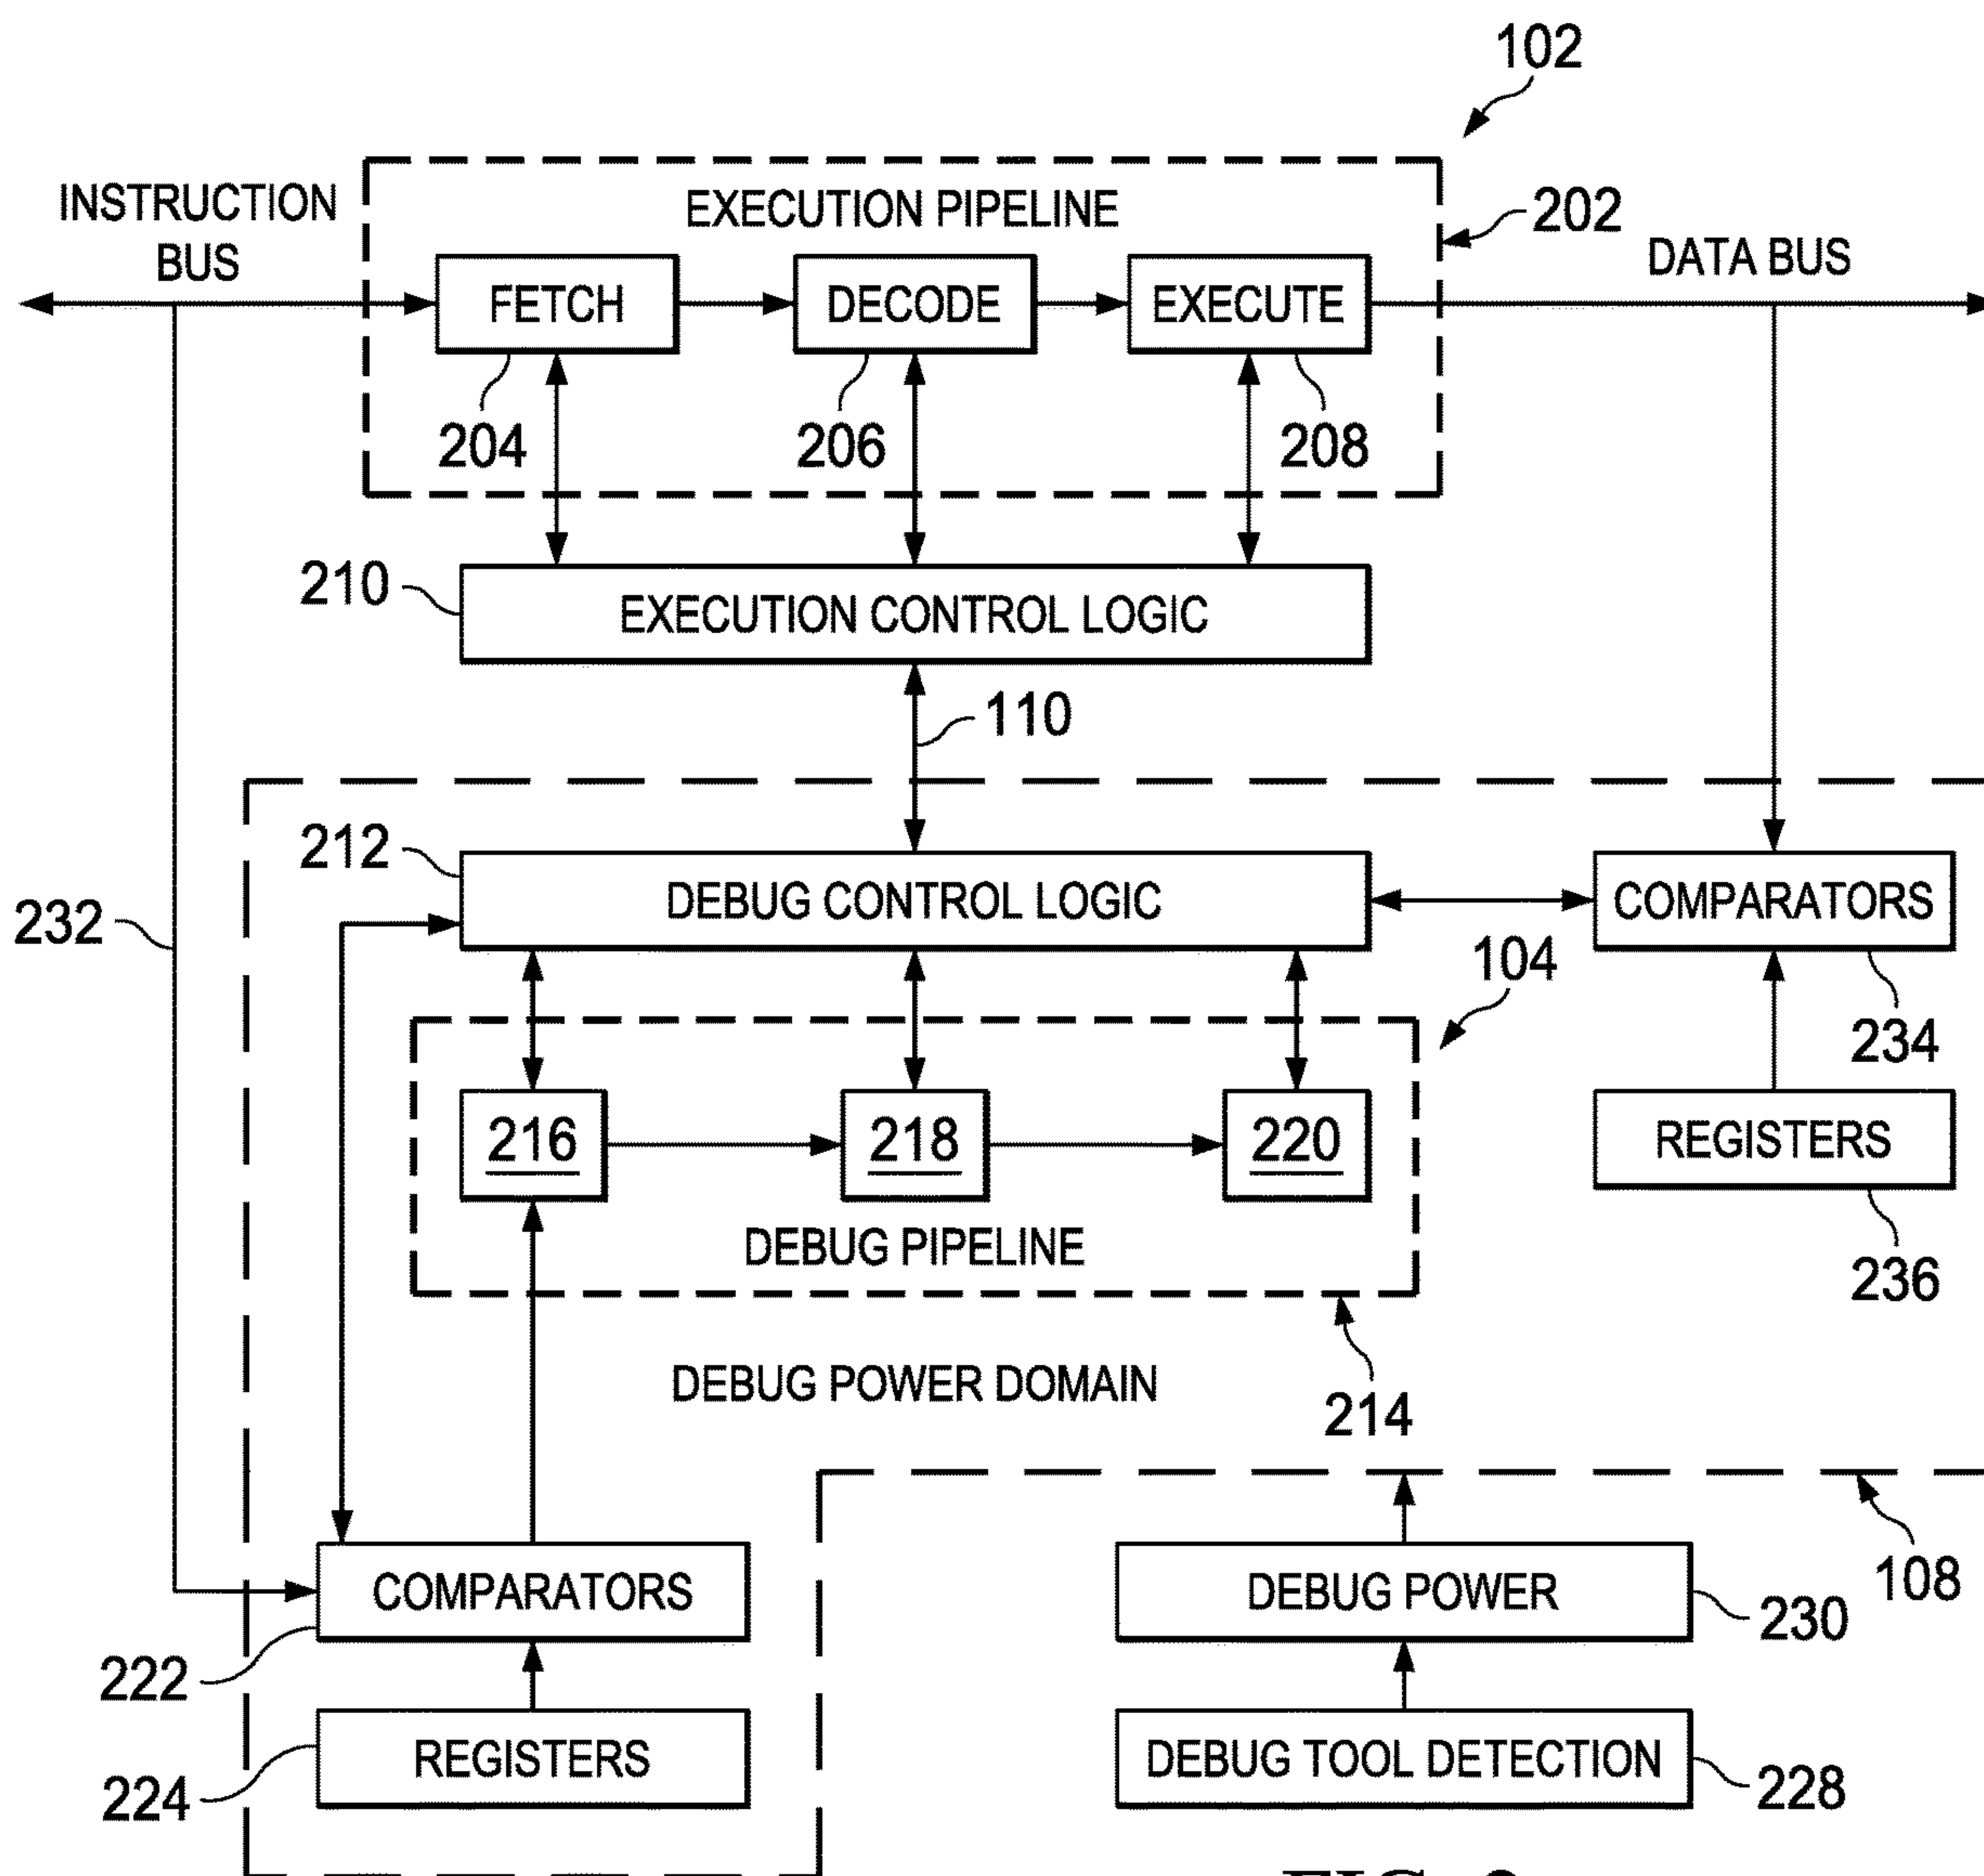 102
INSTRUCTION
BUS
EXECUTION PIPELINE
202
DATA BUS
FETCH
DECODE
EXECUTE
204
206
208
210
EXECUTION CONTROL LOGIC
110
212
DEBUG CONTROL LOGIC
COMPARATORS
232
104
234
216
218
220
REGISTERS
DEBUG PIPELINE
236
DEBUG POWER DOMAIN
214
COMPARATORS
DEBUG POWER
108
230
222
REGISTERS
DEBUG TOOL DETECTION
224
228